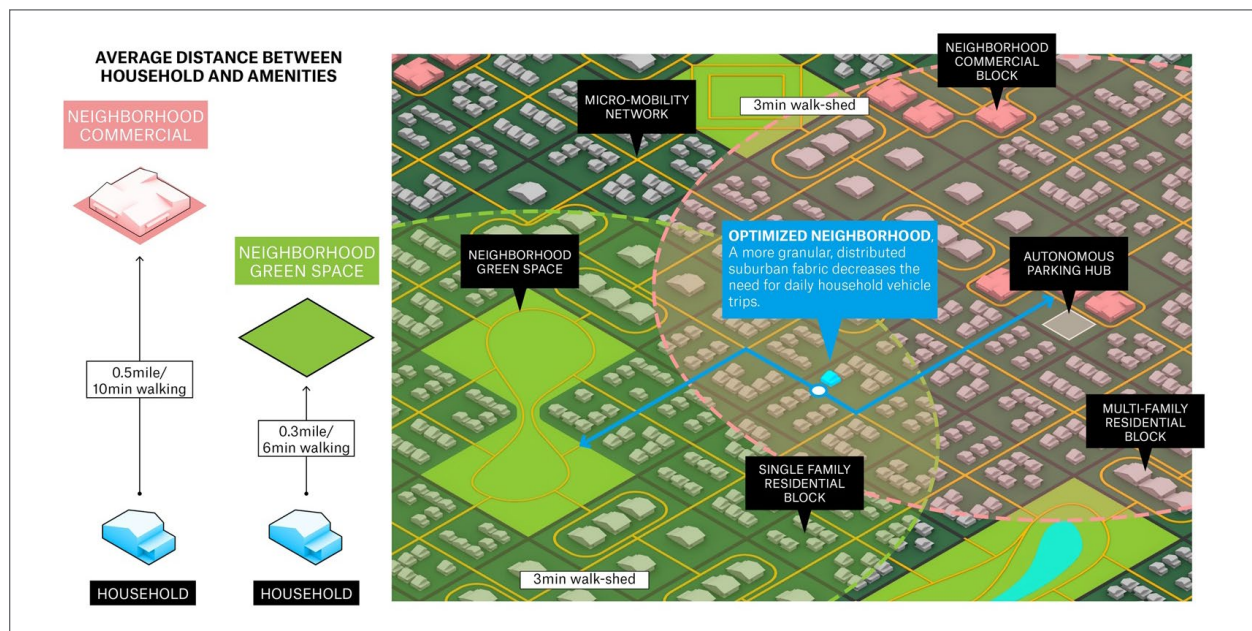 AVERAGE DISTANCE BETWEEN
HOUSEHOLD AND AMENITIES
NEIGHBORHOOD
COMMERCIAL
NEIGHBORHOOD
GREEN SPACE
0.5mile/
10min walking
0.3mile/
6min walking
HOUSEHOLD
HOUSEHOLD
MICRO-MOBILITY
NETWORK
3min walk-shed
NEIGHBORHOOD
COMMERCIAL
BLOCK
NEIGHBORHOOD
GREEN SPACE
OPTIMIZED NEIGHBORHOOD,
A more granular, distributed
suburban fabric decreases the
need for daily household vehicle
trips.
AUTONOMOUS
PARKING HUB
MULTI-FAMILY
RESIDENTIAL
BLOCK
SINGLE FAMILY
RESIDENTIAL
BLOCK
3min walk-shed